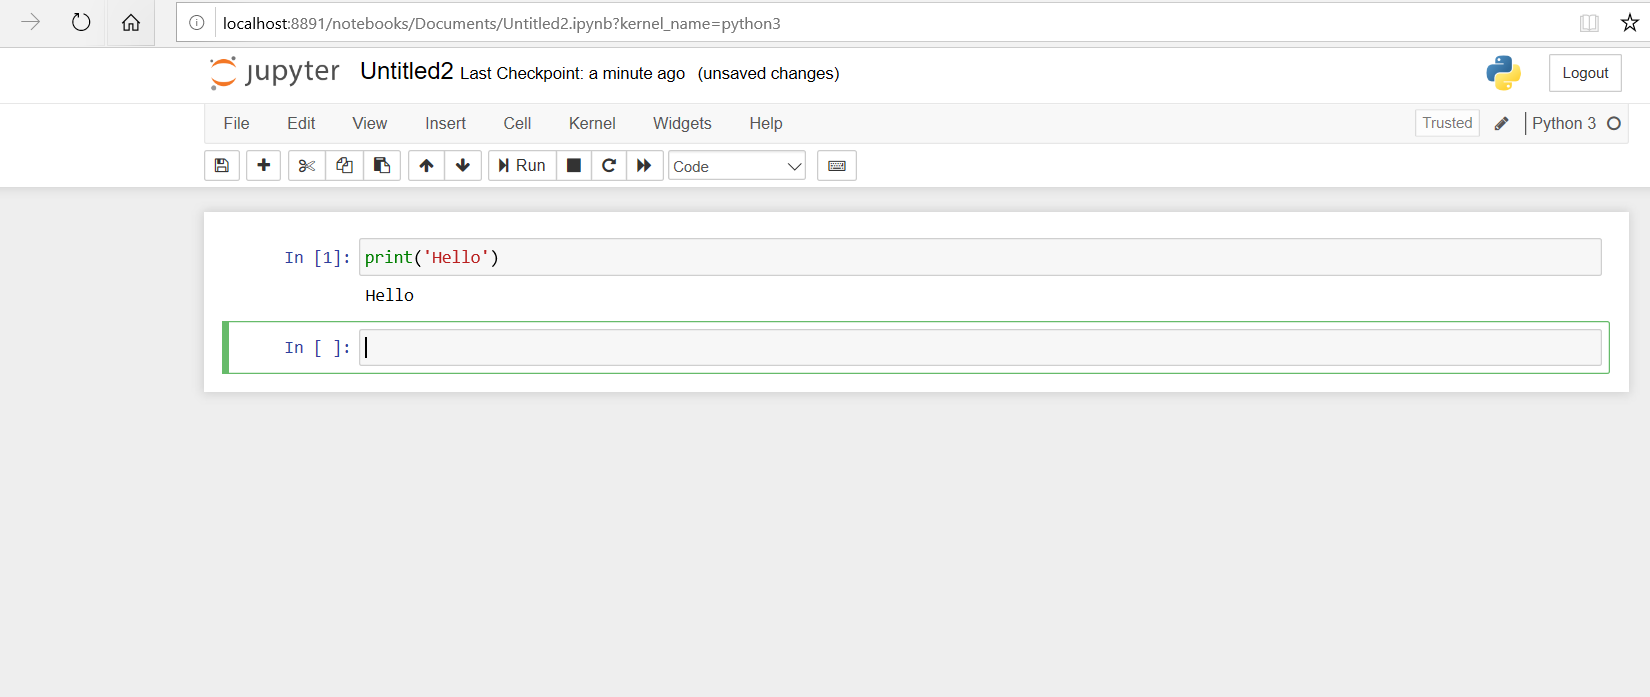 localhost:8891/notebooks/Documents/Untitled2.ipynb?kernel_name=python3
jupyter Untitled2 Last Checkpoint: a minute ago (unsaved changes) Logout
File Edit View Insert Cell Kernel Widgets Help Trusted Python 3
Run Code
In [1]: print('Hello')
Hello
In [ ]: